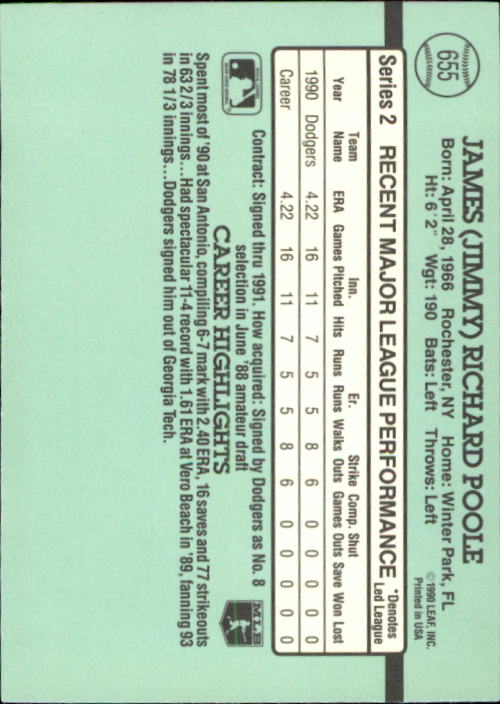 655
JAMES (JIMMY) RICHARD POOLE
Born: April 28, 1966 Rochester, NY Home: Winter Park, FL
Ht: 6'2" Wgt: 190 Bats: Left Throws: Left
© 1990 LEAF, INC.
Printed in USA
Series 2 RECENT MAJOR LEAGUE PERFORMANCE *Denotes Led League
Team Inn. Er. Strike Comp. Shut
Year Name ERA Games Pitched Hits Runs Runs Walks Outs Games Outs Save Won Lost
1990 Dodgers 4.22 16 11 7 5 5 8 6 0 0 0 0 0
Career 4.22 16 11 7 5 5 8 6 0 0 0 0 0
Contract: Signed thru 1991. How acquired: Signed by Dodgers as No. 8
selection in June '88 amateur draft
MLB
CAREER HIGHLIGHTS
Spent most of '90 at San Antonio, compiling 6-7 mark with 2.40 ERA, 16 saves and 77 strikeouts
in 63 2/3 innings...Had spectacular 11-4 record with 1.61 ERA at Vero Beach in '89, fanning 93
in 78 1/3 innings...Dodgers signed him out of Georgia Tech.